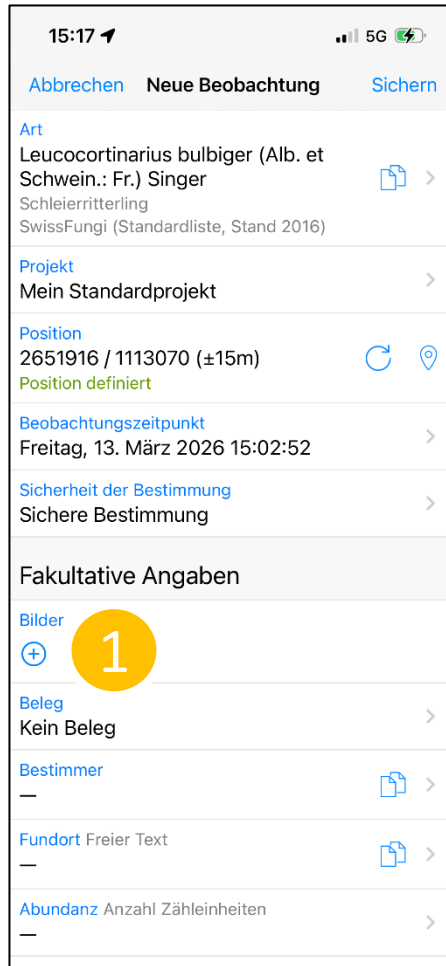 15:17 5G
Abbrechen Neue Beobachtung Sichern
Art
Leucocortinarius bulbiger (Alb. et
Schwein.: Fr.) Singer
Schleierritterling
SwissFungi (Standardliste, Stand 2016)
Projekt
Mein Standardprojekt
Position
2651916 / 1113070 (±15m)
Position definiert
Beobachtungszeitpunkt
Freitag, 13. März 2026 15:02:52
Sicherheit der Bestimmung
Sichere Bestimmung
Fakultative Angaben
Bilder
1
Beleg
Kein Beleg
Bestimmer
—
Fundort Freier Text
—
Abundanz Anzahl Zähleinheiten
—